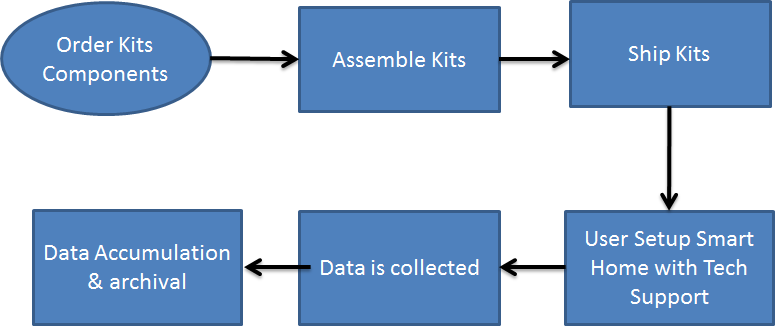 Order Kits
Components
Assemble Kits
Ship Kits
User Setup Smart
Home with Tech
Support
Data is collected
Data Accumulation
& archival